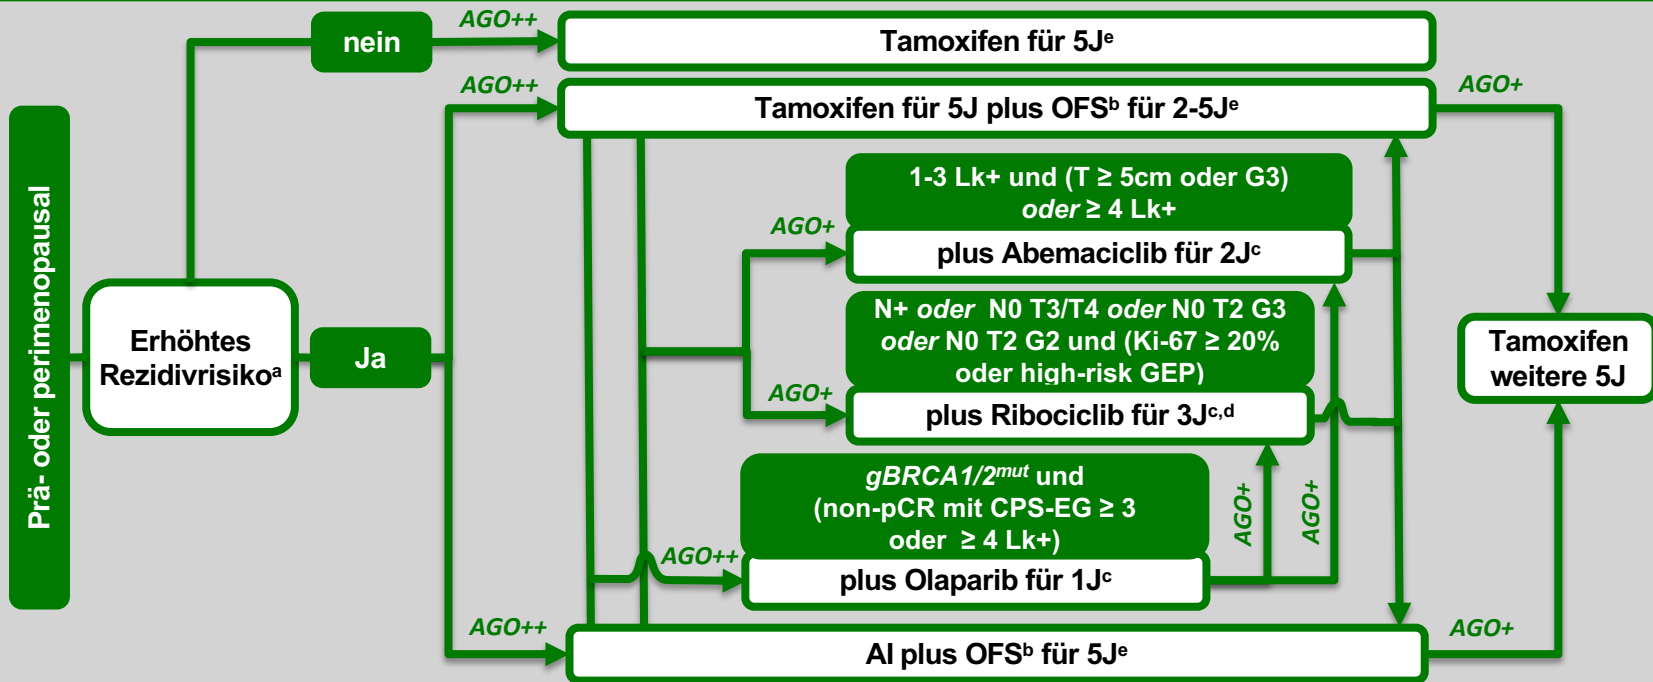 Prä- oder perimenopausal
Erhöhtes
Rezidivrisikoᵃ
nein
AGO++
Tamoxifen für 5Jᵉ
Ja
AGO++
Tamoxifen für 5J plus OFSᵇ für 2-5Jᵉ
AGO+
1-3 Lk+ und (T ≥ 5cm oder G3)
oder ≥ 4 Lk+
AGO+
plus Abemaciclib für 2Jᶜ
N+ oder N0 T3/T4 oder N0 T2 G3
oder N0 T2 G2 und (Ki-67 ≥ 20%
oder high-risk GEP)
AGO+
plus Ribociclib für 3Jᶜ,ᵈ
gBRCA1/2ᵐᵘᵗ und
(non-pCR mit CPS-EG ≥ 3
oder ≥ 4 Lk+)
AGO++
plus Olaparib für 1Jᶜ
AGO+
AGO+
AGO++
AI plus OFSᵇ für 5Jᵉ
AGO+
Tamoxifen
weitere 5J